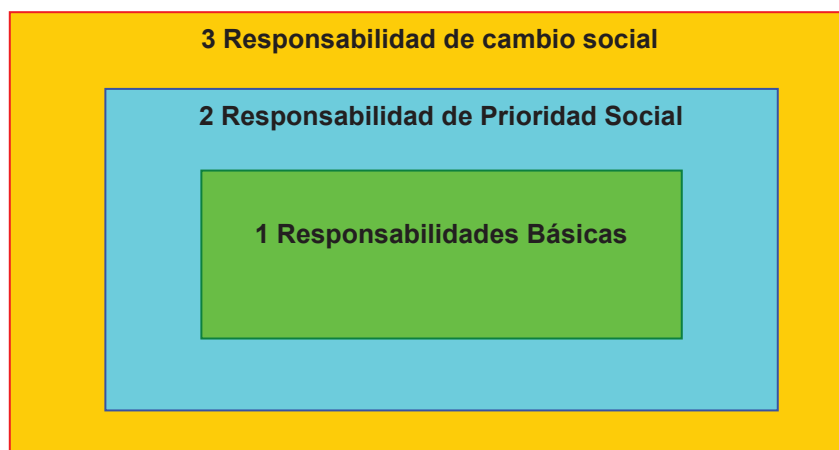 3 Responsabilidad de cambio social
2 Responsabilidad de Prioridad Social
1 Responsabilidades Básicas